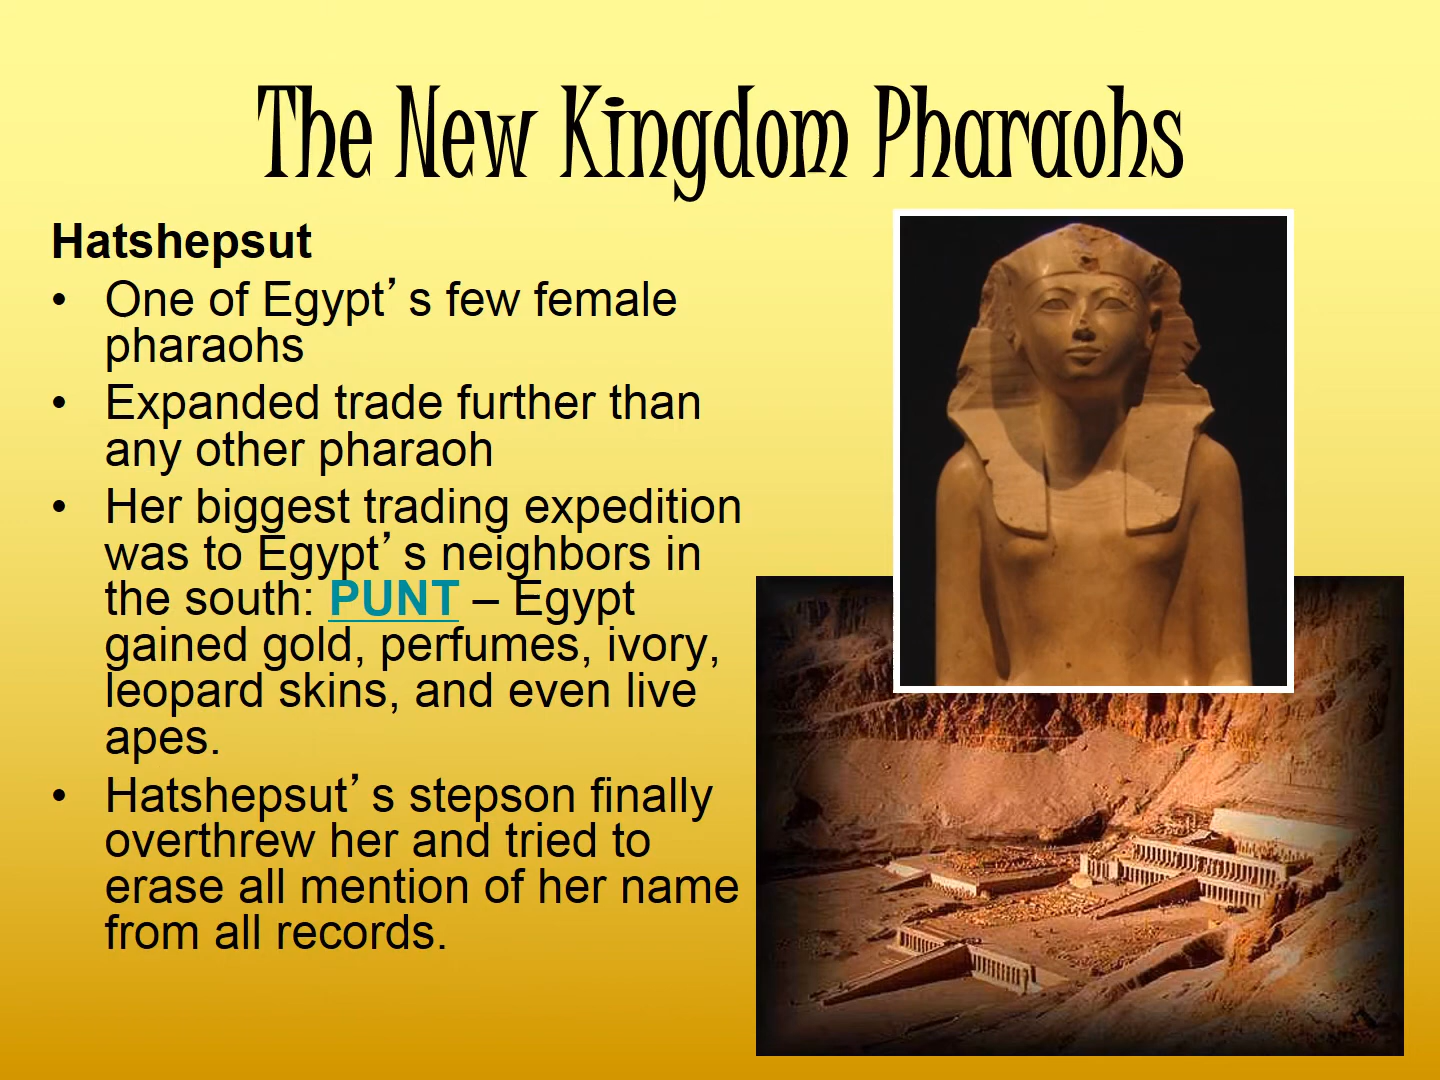 The New Kingdom Pharaohs
Hatshepsut
• One of Egypt’s few female
pharaohs
• Expanded trade further than
any other pharaoh
• Her biggest trading expedition
was to Egypt’s neighbors in
the south: PUNT – Egypt
gained gold, perfumes, ivory,
leopard skins, and even live
apes.
• Hatshepsut’s stepson finally
overthrew her and tried to
erase all mention of her name
from all records.